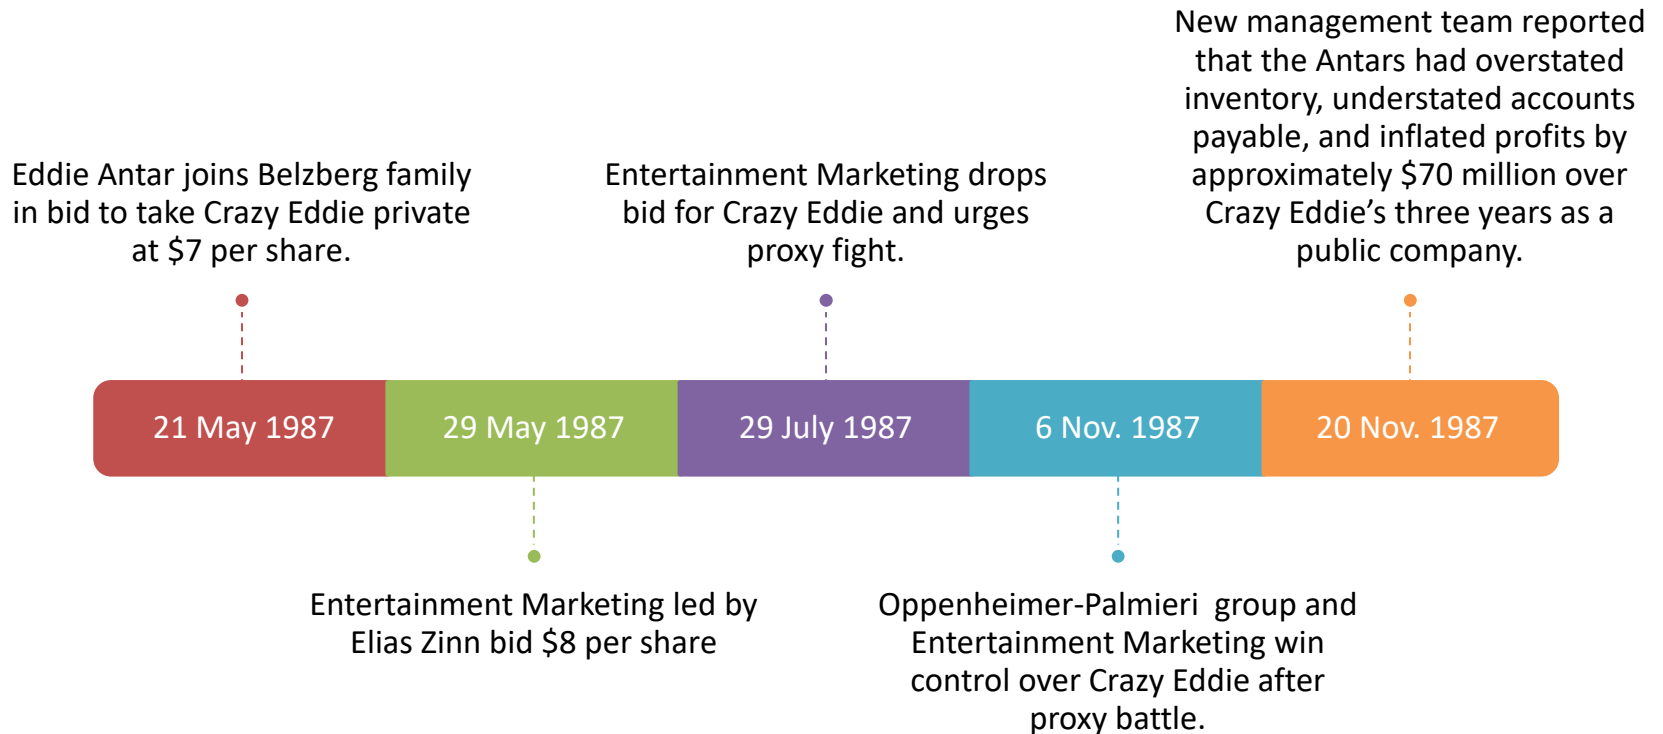 Eddie Antar joins Belzberg family
in bid to take Crazy Eddie private
at $7 per share.
Entertainment Marketing drops
bid for Crazy Eddie and urges
proxy fight.
New management team reported
that the Antars had overstated
inventory, understated accounts
payable, and inflated profits by
approximately $70 million over
Crazy Eddie’s three years as a
public company.
21 May 1987
29 May 1987
29 July 1987
6 Nov. 1987
20 Nov. 1987
Entertainment Marketing led by
Elias Zinn bid $8 per share
Oppenheimer-Palmieri  group and
Entertainment Marketing win
control over Crazy Eddie after
proxy battle.